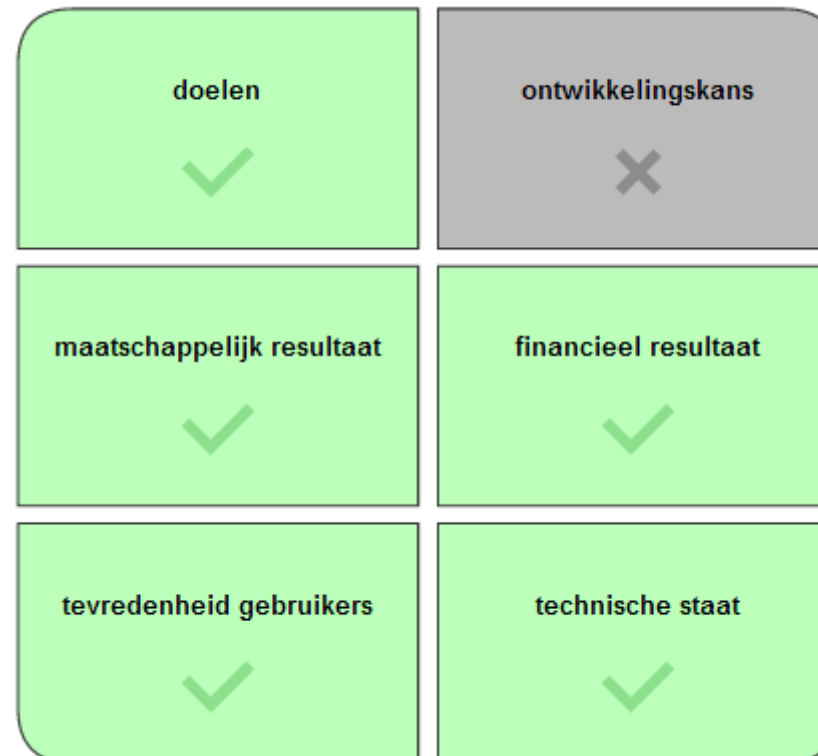 doelen
ontwikkelingskans
maatschappelijk resultaat
financieel resultaat
tevredenheid gebruikers
technische staat